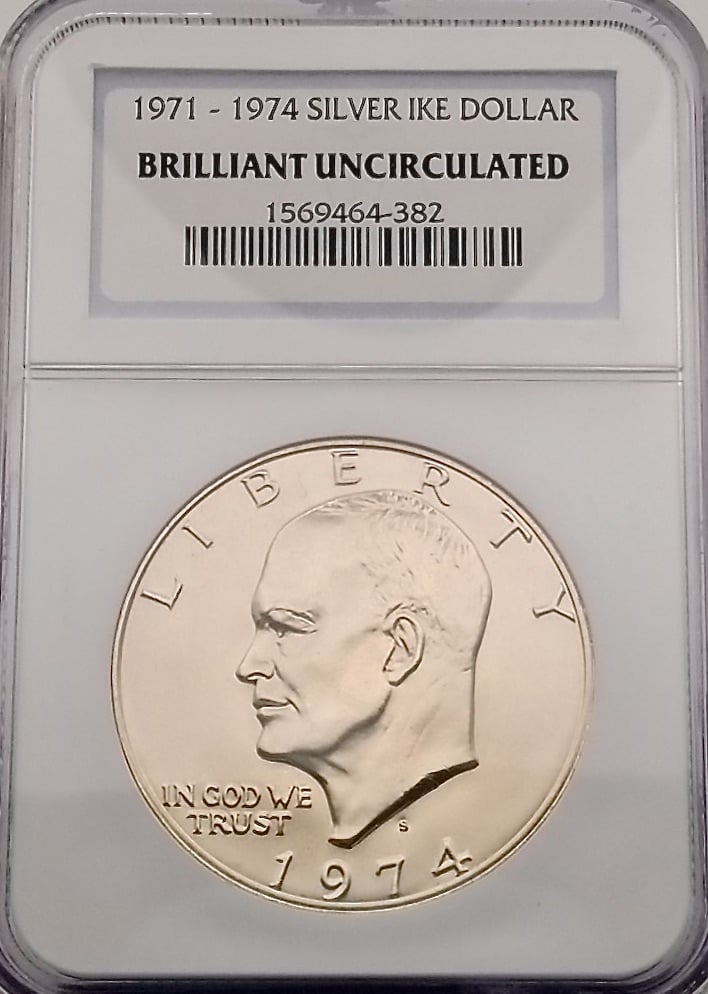 1971 - 1974 SILVER IKE DOLLAR
BRILLIANT UNCIRCULATED
1569464-382
LIBERTY
IN GOD WE
TRUST
S
1974